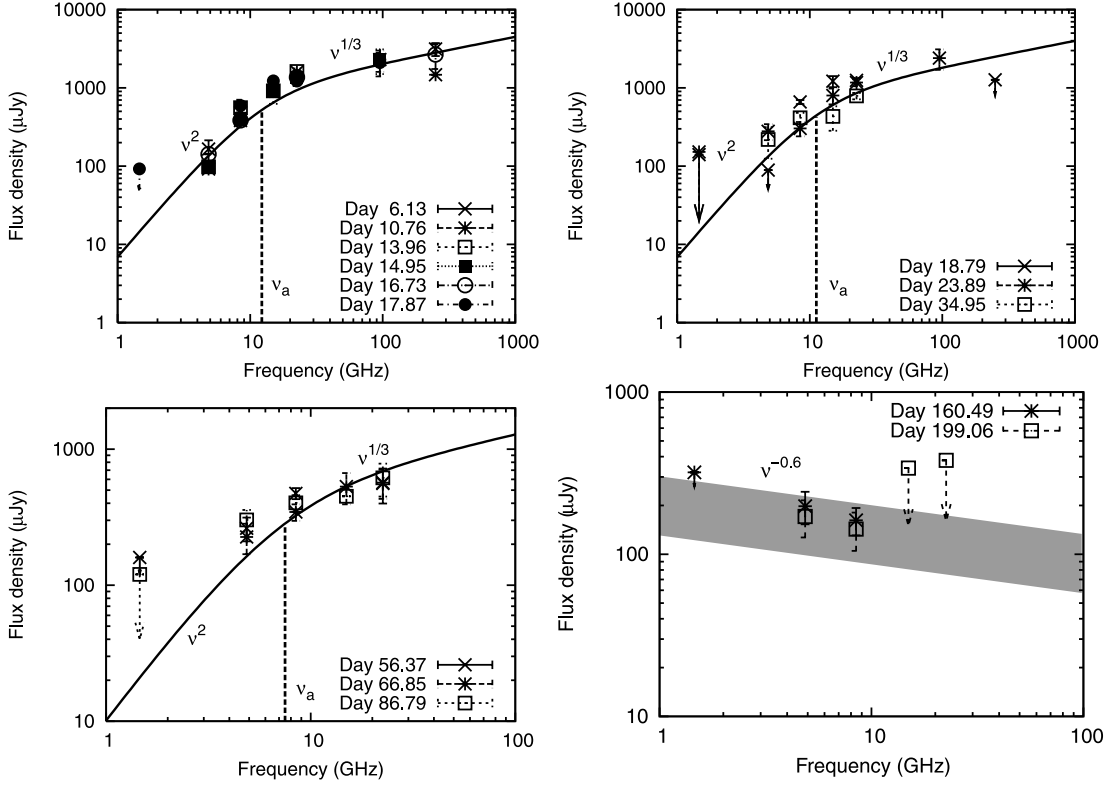 10000
1000
100
10
1
Flux density (μJy)
ν^2
ν^1/3
ν_a
Day 6.13
Day 10.76
Day 13.96
Day 14.95
Day 16.73
Day 17.87
1 10 100 1000
Frequency (GHz)
10000
1000
100
10
1
Flux density (μJy)
ν^2
ν^1/3
ν_a
Day 18.79
Day 23.89
Day 34.95
1 10 100 1000
Frequency (GHz)
1000
100
10
Flux density (μJy)
ν^2
ν^1/3
ν_a
Day 56.37
Day 66.85
Day 86.79
1 10 100
Frequency (GHz)
1000
100
10
Flux density (μJy)
Day 160.49
Day 199.06
ν^−0.6
1 10 100
Frequency (GHz)